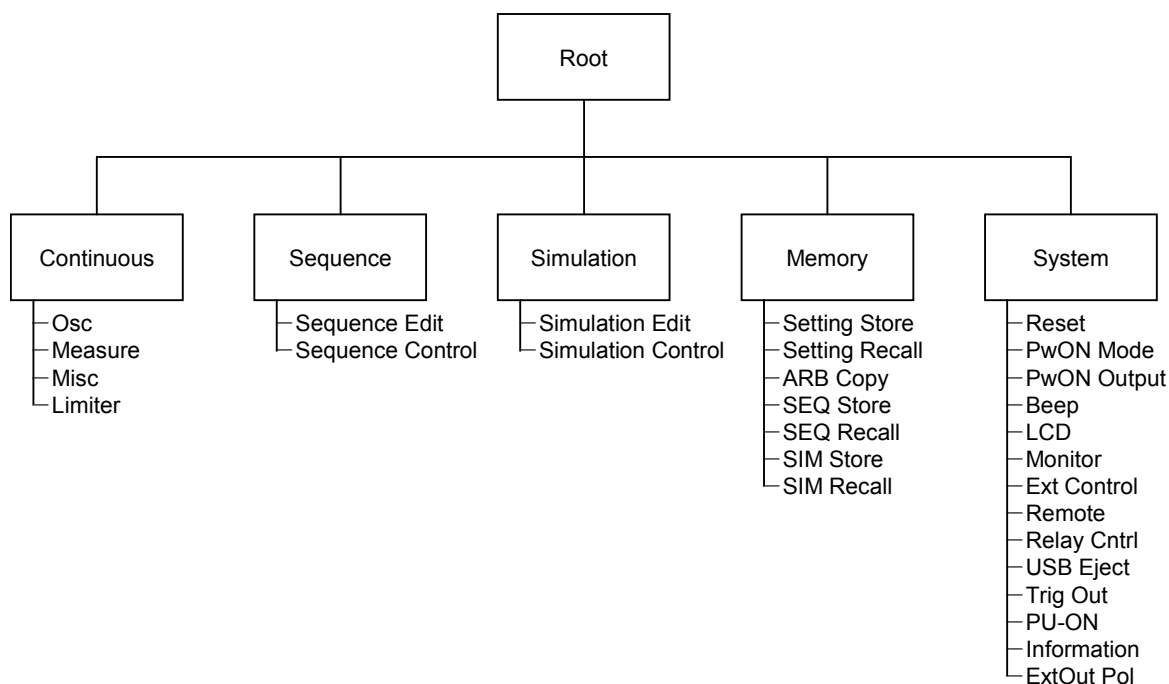 Root
Continuous
Osc
Measure
Misc
Limiter
Sequence
Sequence Edit
Sequence Control
Simulation
Simulation Edit
Simulation Control
Memory
Setting Store
Setting Recall
ARB Copy
SEQ Store
SEQ Recall
SIM Store
SIM Recall
System
Reset
PwON Mode
PwON Output
Beep
LCD
Monitor
Ext Control
Remote
Relay Cntrl
USB Eject
Trig Out
PU-ON
Information
ExtOut Pol